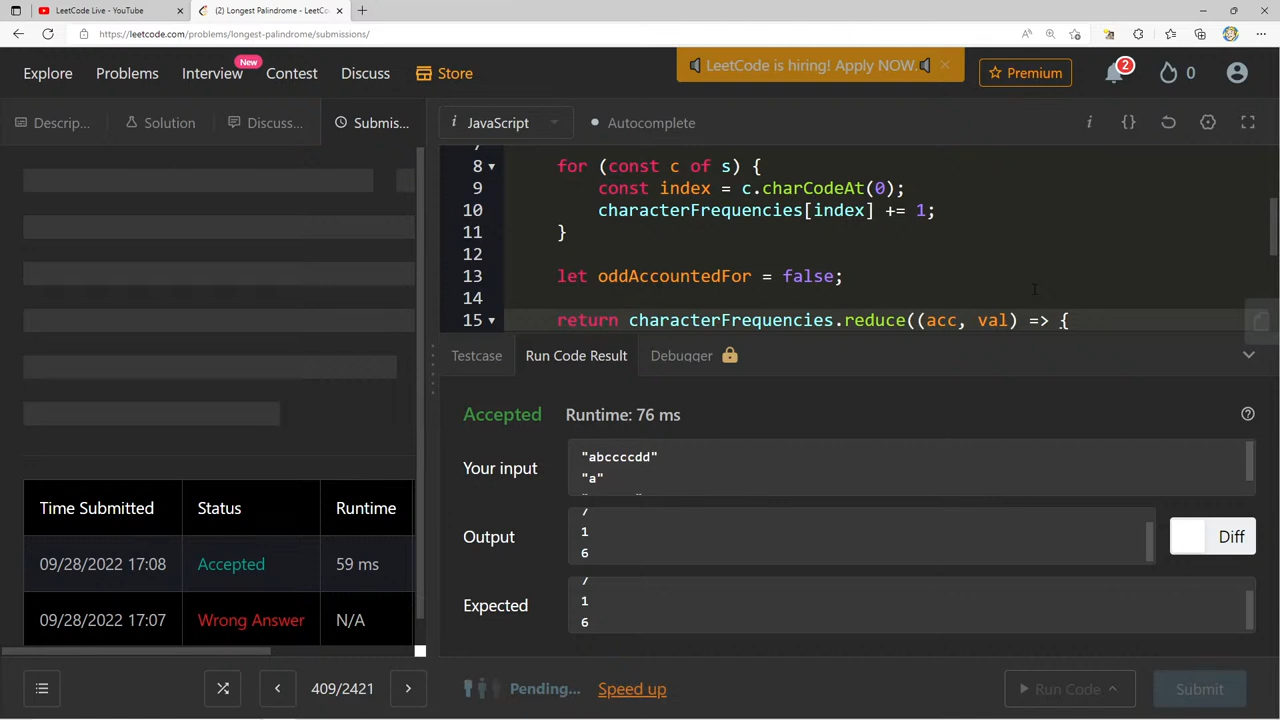 LeetCode Live - YouTube
(2) Longest Palindrome - LeetCo
https://leetcode.com/problems/longest-palindrome/submissions/
Explore
Problems
Interview
New
Contest
Discuss
Store
LeetCode is hiring! Apply NOW.
Premium
2
0
Descrip...
Solution
Discuss...
Submis...
i JavaScript
Autocomplete
8 for (const c of s) {
9 const index = c.charCodeAt(0);
10 characterFrequencies[index] += 1;
11 }
12
13 let oddAccountedFor = false;
14
15 return characterFrequencies.reduce((acc, val) => {
Testcase
Run Code Result
Debugger
Accepted
Runtime: 76 ms
Your input
"abccccdd"
"a"
Output
7
1
6
Diff
Expected
7
1
6
Time Submitted Status Runtime
09/28/2022 17:08 Accepted 59 ms
09/28/2022 17:07 Wrong Answer N/A
409/2421
Pending...
Speed up
Run Code
Submit